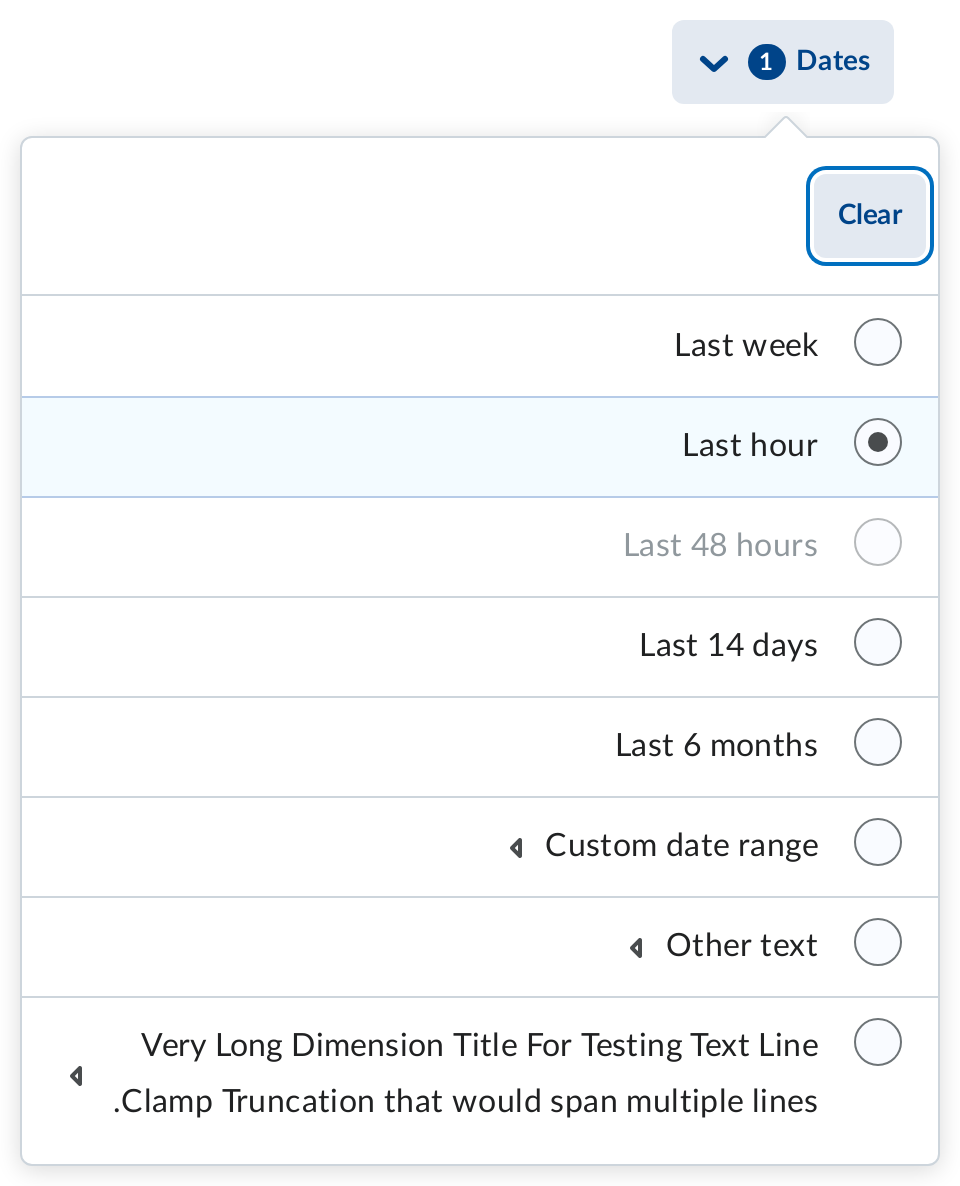 1 Dates
Clear
Last week
Last hour
Last 48 hours
Last 14 days
Last 6 months
Custom date range
Other text
Very Long Dimension Title For Testing Text Line
.Clamp Truncation that would span multiple lines